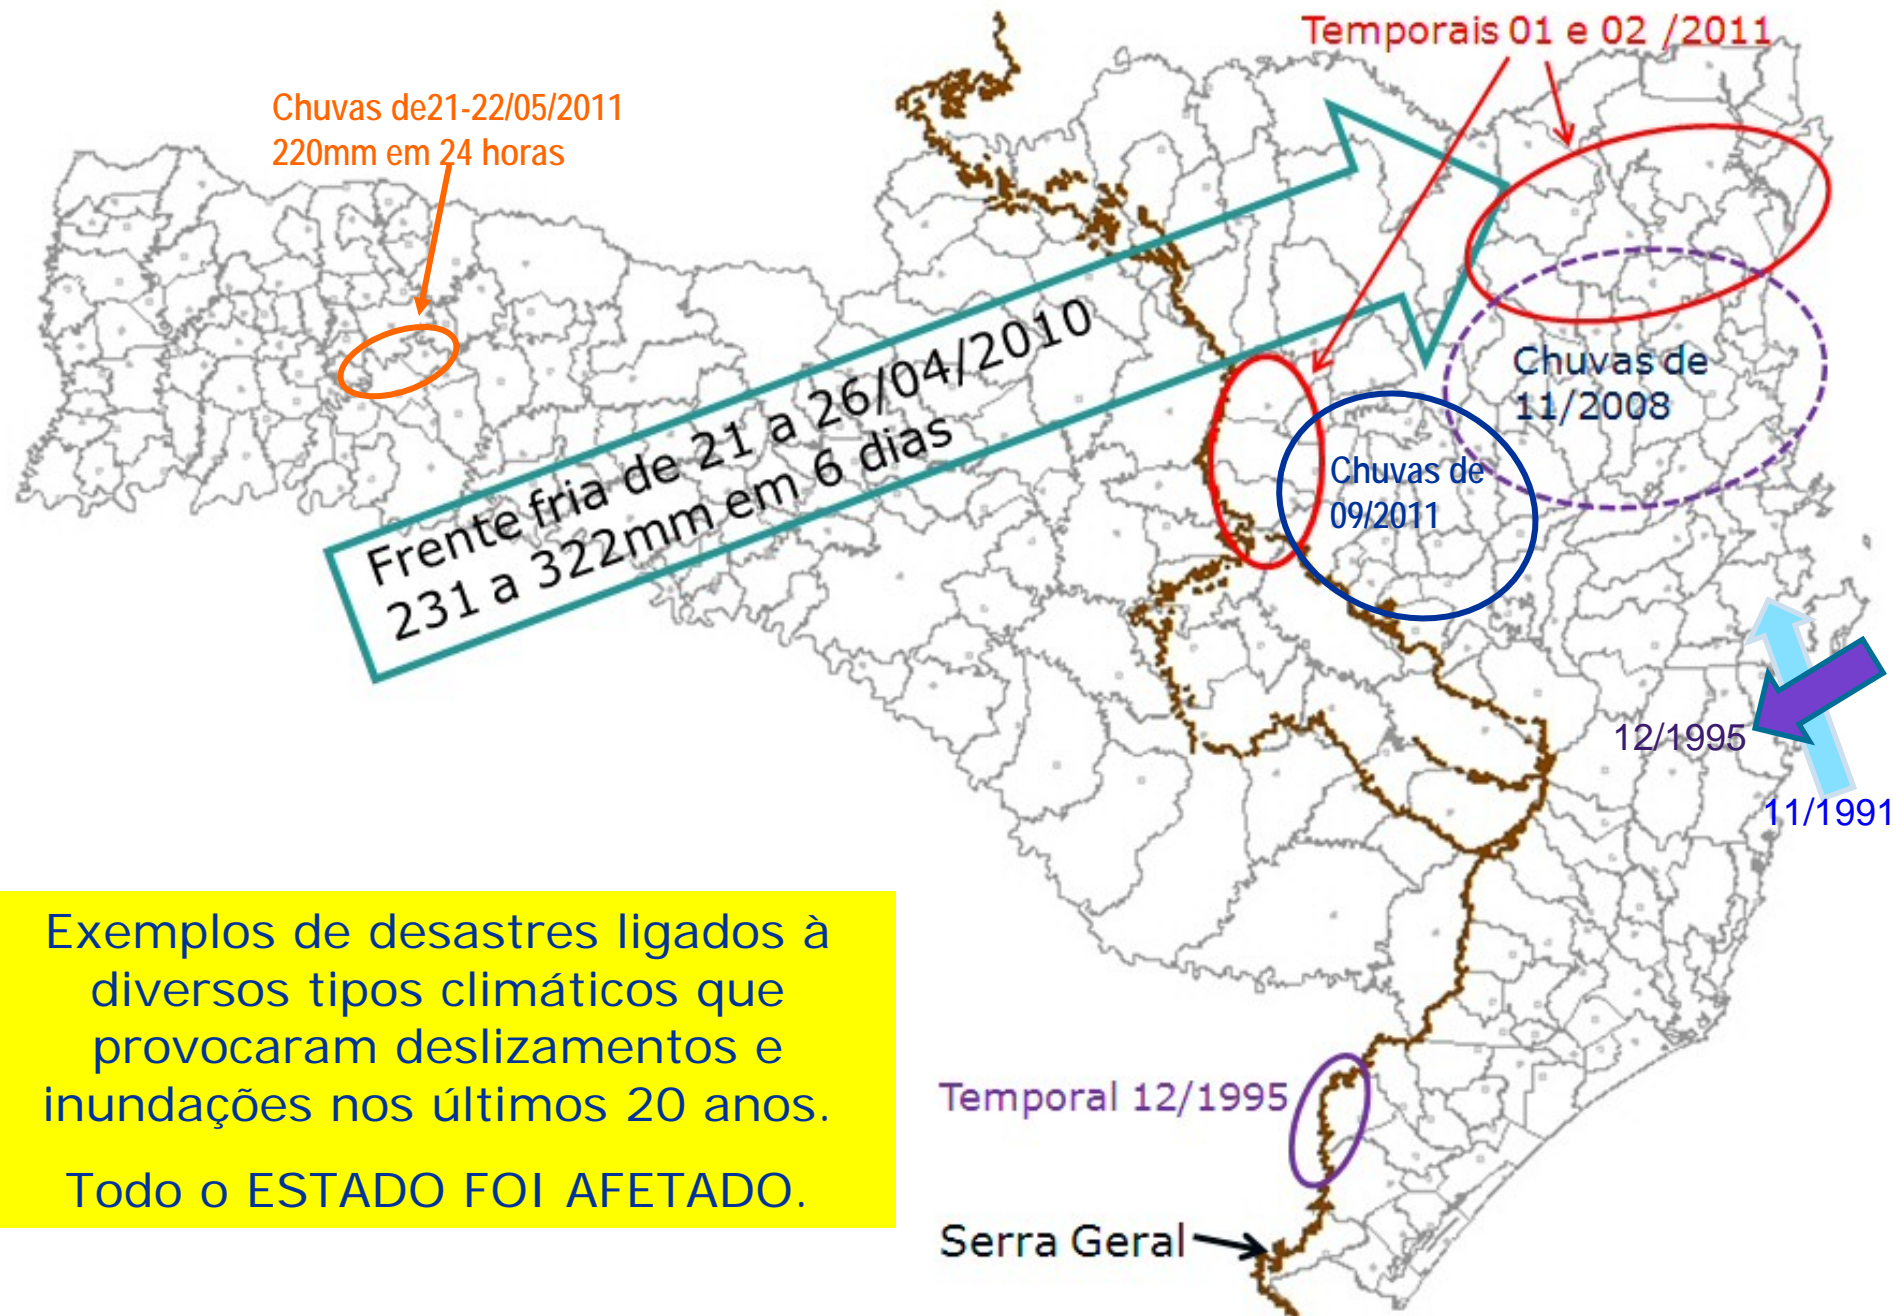 Temporais 01 e 02 /2011
Chuvas de21-22/05/2011
220mm em 24 horas
Frente fria de 21 a 26/04/2010
231 a 322mm em 6 dias
Chuvas de
11/2008
Chuvas de
09/2011
12/1995
11/1991
Exemplos de desastres ligados à
diversos tipos climáticos que
provocaram deslizamentos e
inundações nos últimos 20 anos.
Todo o ESTADO FOI AFETADO.
Temporal 12/1995
Serra Geral